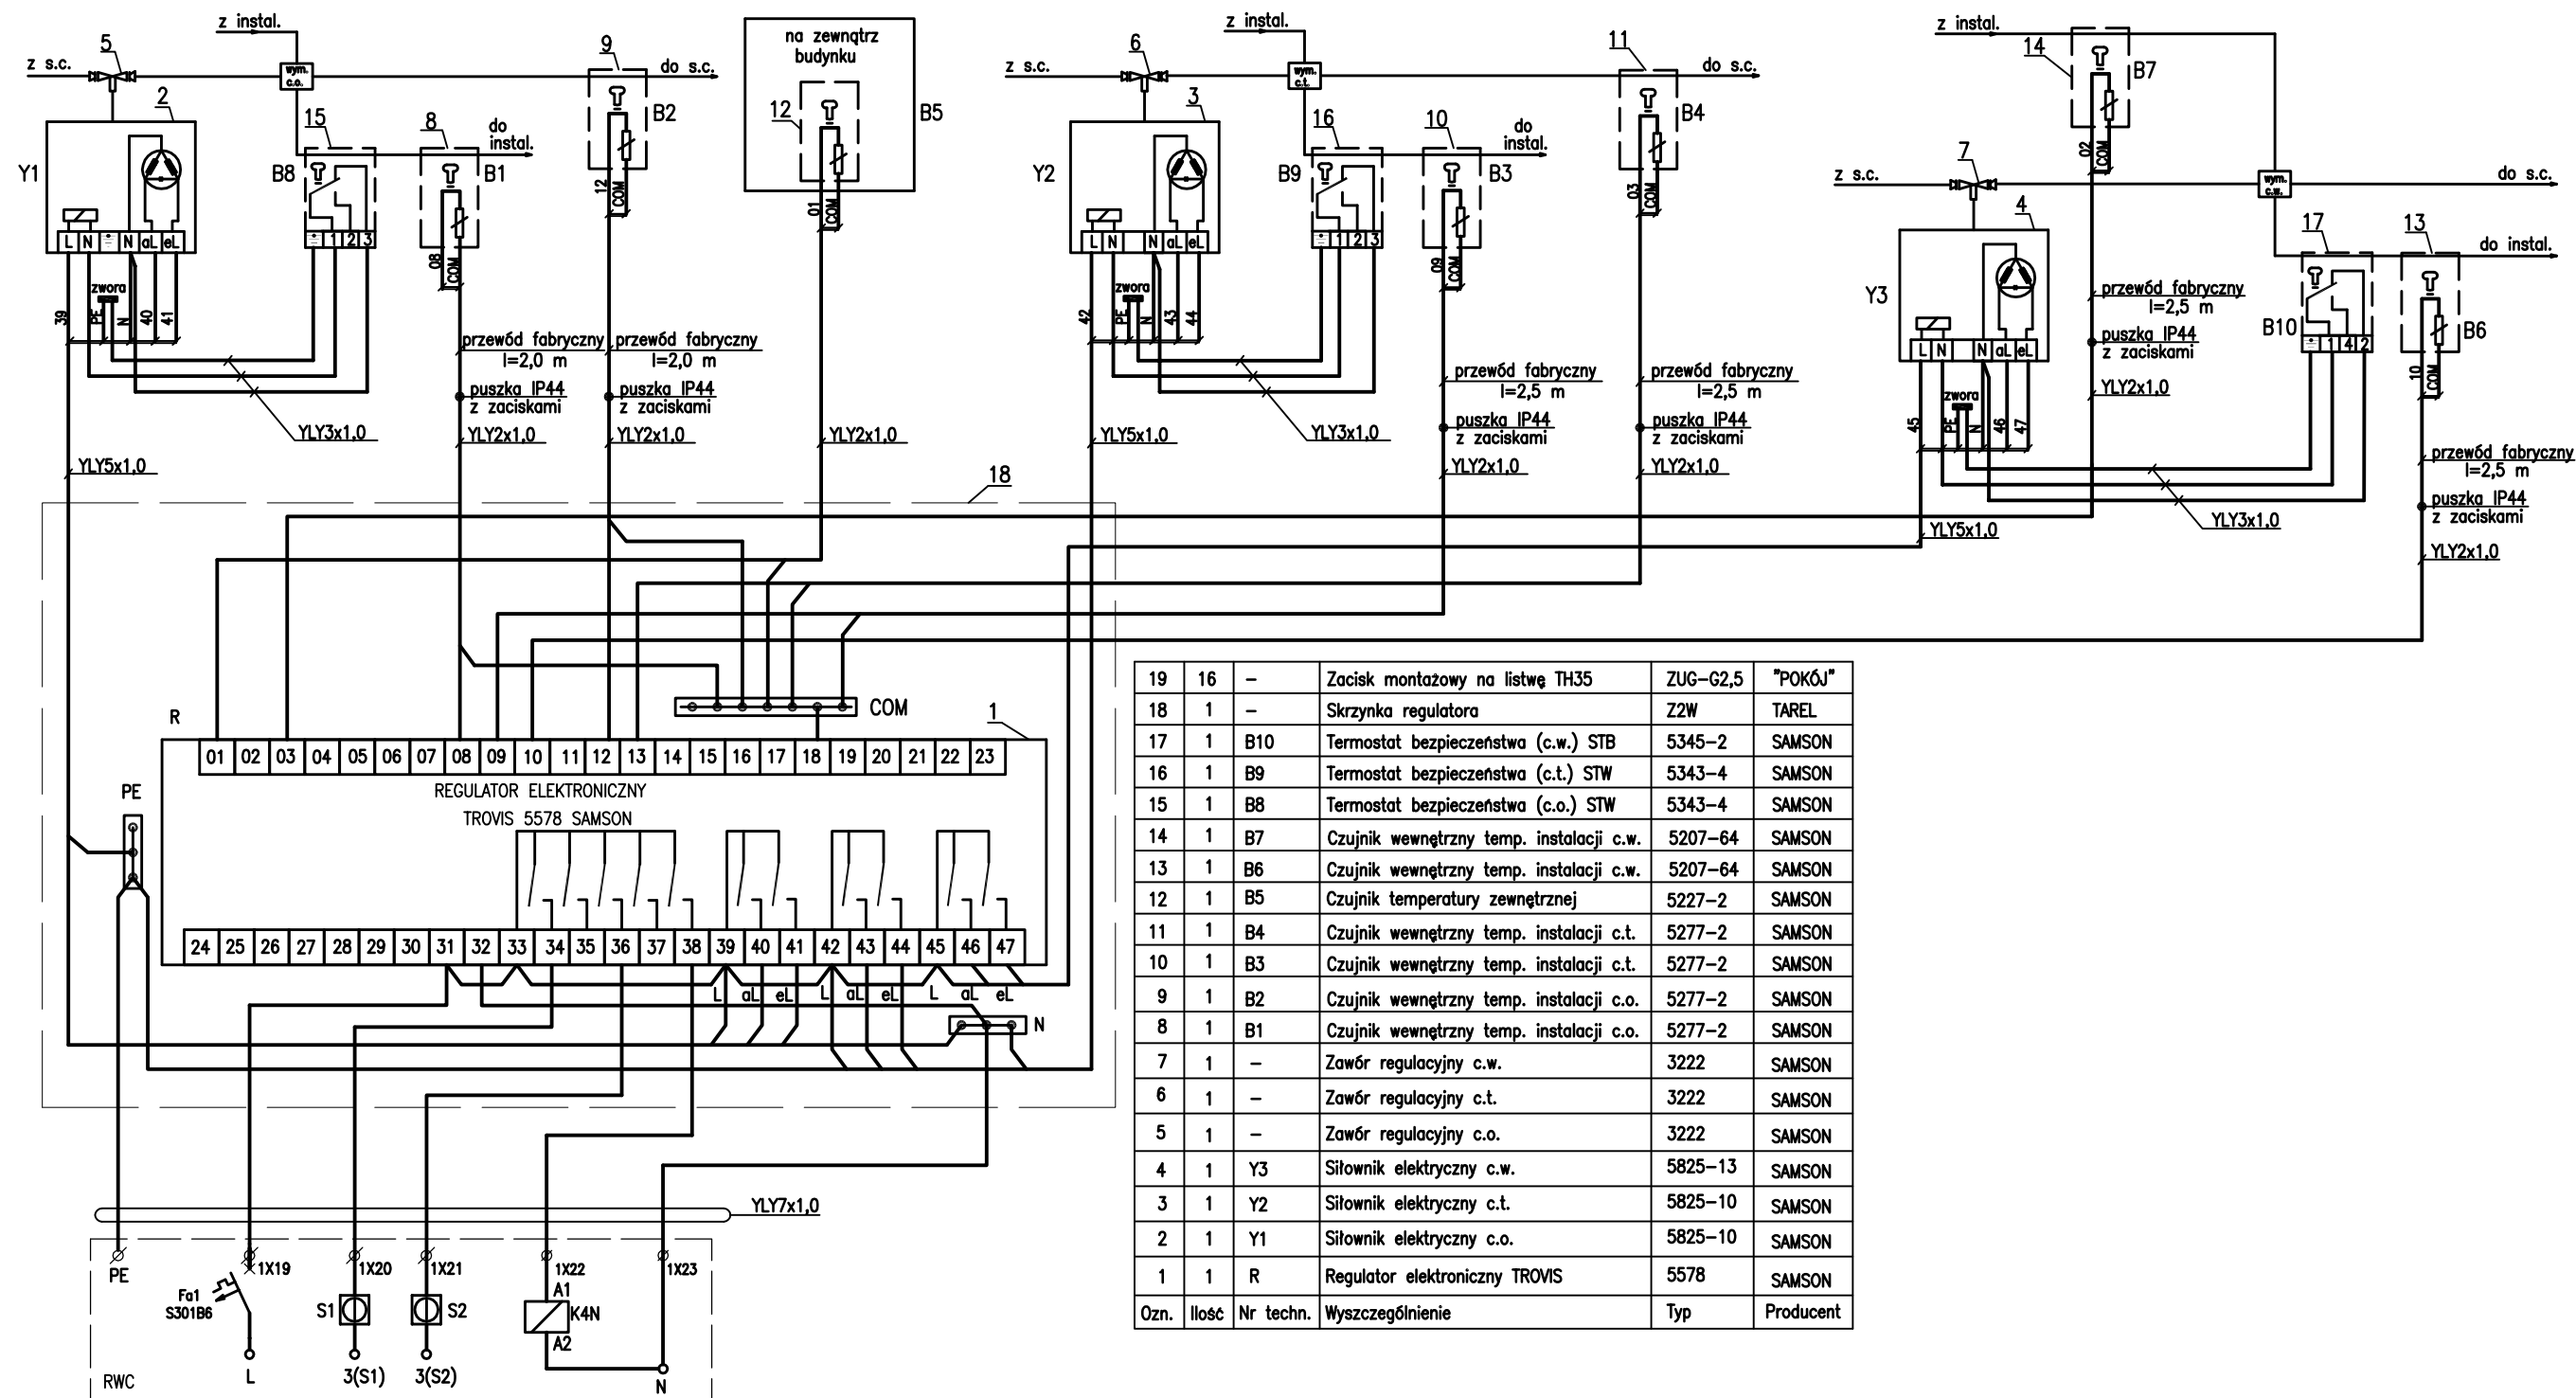 z s.c.
5
z instal.
wym.
c.o.
do s.c.
9
B2
12
COM
2
Y1
L N N aL eL
15
B8
1 2 3
8
B1
do
instal.
08
COM
39
zwora
PE
N
40
41
przewód fabryczny
l=2,0 m
puszka IP44
z zaciskami
YLY2x1,0
przewód fabryczny
l=2,0 m
puszka IP44
z zaciskami
YLY2x1,0
YLY3x1,0
YLY5x1,0
na zewnątrz
budynku
12
B5
01
COM
YLY2x1,0
z s.c.
6
z instal.
wym.
c.t.
do s.c.
11
B4
03
COM
3
Y2
L N N aL eL
16
B9
1 2 3
10
B3
do
instal.
09
COM
42
zwora
PE
N
43
44
YLY5x1,0
YLY3x1,0
przewód fabryczny
l=2,5 m
puszka IP44
z zaciskami
YLY2x1,0
przewód fabryczny
l=2,5 m
puszka IP44
z zaciskami
YLY2x1,0
z instal.
14
B7
02
COM
z s.c.
7
wym.
c.w.
do s.c.
4
Y3
L N N aL eL
17
B10
1 4 2
13
B6
do instal.
10
COM
przewód fabryczny
l=2,5 m
puszka IP44
z zaciskami
YLY2x1,0
45
zwora
PE
N
46
47
YLY5x1,0
YLY3x1,0
przewód fabryczny
l=2,5 m
puszka IP44
z zaciskami
YLY2x1,0
18
COM
R
1
01 02 03 04 05 06 07 08 09 10 11 12 13 14 15 16 17 18 19 20 21 22 23
REGULATOR ELEKTRONICZNY
TROVIS 5578 SAMSON
PE
24 25 26 27 28 29 30 31 32 33 34 35 36 37 38 39 40 41 42 43 44 45 46 47
L aL eL L aL eL L aL eL
N
YLY7x1,0
PE
1X19
1X20
1X21
1X22
1X23
Fa1
S301B6
S1
S2
A1
K4N
A2
RWC
L
3(S1)
3(S2)
N
19 16 – Zacisk montażowy na listwę TH35 ZUG-G2,5 "POKÓJ"
18 1 – Skrzynka regulatora Z2W TAREL
17 1 B10 Termostat bezpieczeństwa (c.w.) STB 5345-2 SAMSON
16 1 B9 Termostat bezpieczeństwa (c.t.) STW 5343-4 SAMSON
15 1 B8 Termostat bezpieczeństwa (c.o.) STW 5343-4 SAMSON
14 1 B7 Czujnik wewnętrzny temp. instalacji c.w. 5207-64 SAMSON
13 1 B6 Czujnik wewnętrzny temp. instalacji c.w. 5207-64 SAMSON
12 1 B5 Czujnik temperatury zewnętrznej 5227-2 SAMSON
11 1 B4 Czujnik wewnętrzny temp. instalacji c.t. 5277-2 SAMSON
10 1 B3 Czujnik wewnętrzny temp. instalacji c.t. 5277-2 SAMSON
9 1 B2 Czujnik wewnętrzny temp. instalacji c.o. 5277-2 SAMSON
8 1 B1 Czujnik wewnętrzny temp. instalacji c.o. 5277-2 SAMSON
7 1 – Zawór regulacyjny c.w. 3222 SAMSON
6 1 – Zawór regulacyjny c.t. 3222 SAMSON
5 1 – Zawór regulacyjny c.o. 3222 SAMSON
4 1 Y3 Siłownik elektryczny c.w. 5825-13 SAMSON
3 1 Y2 Siłownik elektryczny c.t. 5825-10 SAMSON
2 1 Y1 Siłownik elektryczny c.o. 5825-10 SAMSON
1 1 R Regulator elektroniczny TROVIS 5578 SAMSON
Ozn. Ilość Nr techn. Wyszczególnienie Typ Producent